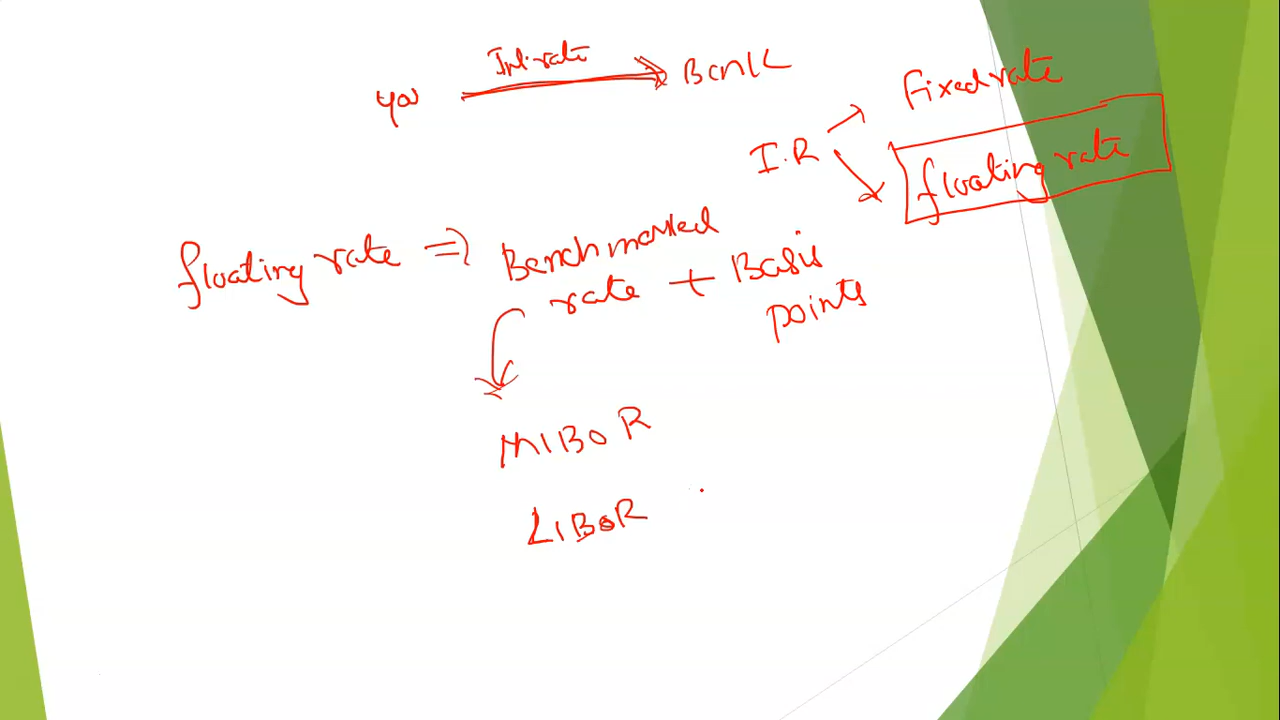 Int.rate
you Bank
Fixed rate
I.R
floating rate
floating rate ⇒ Benchmarked
rate + Basis
points
MIBOR
LIBOR